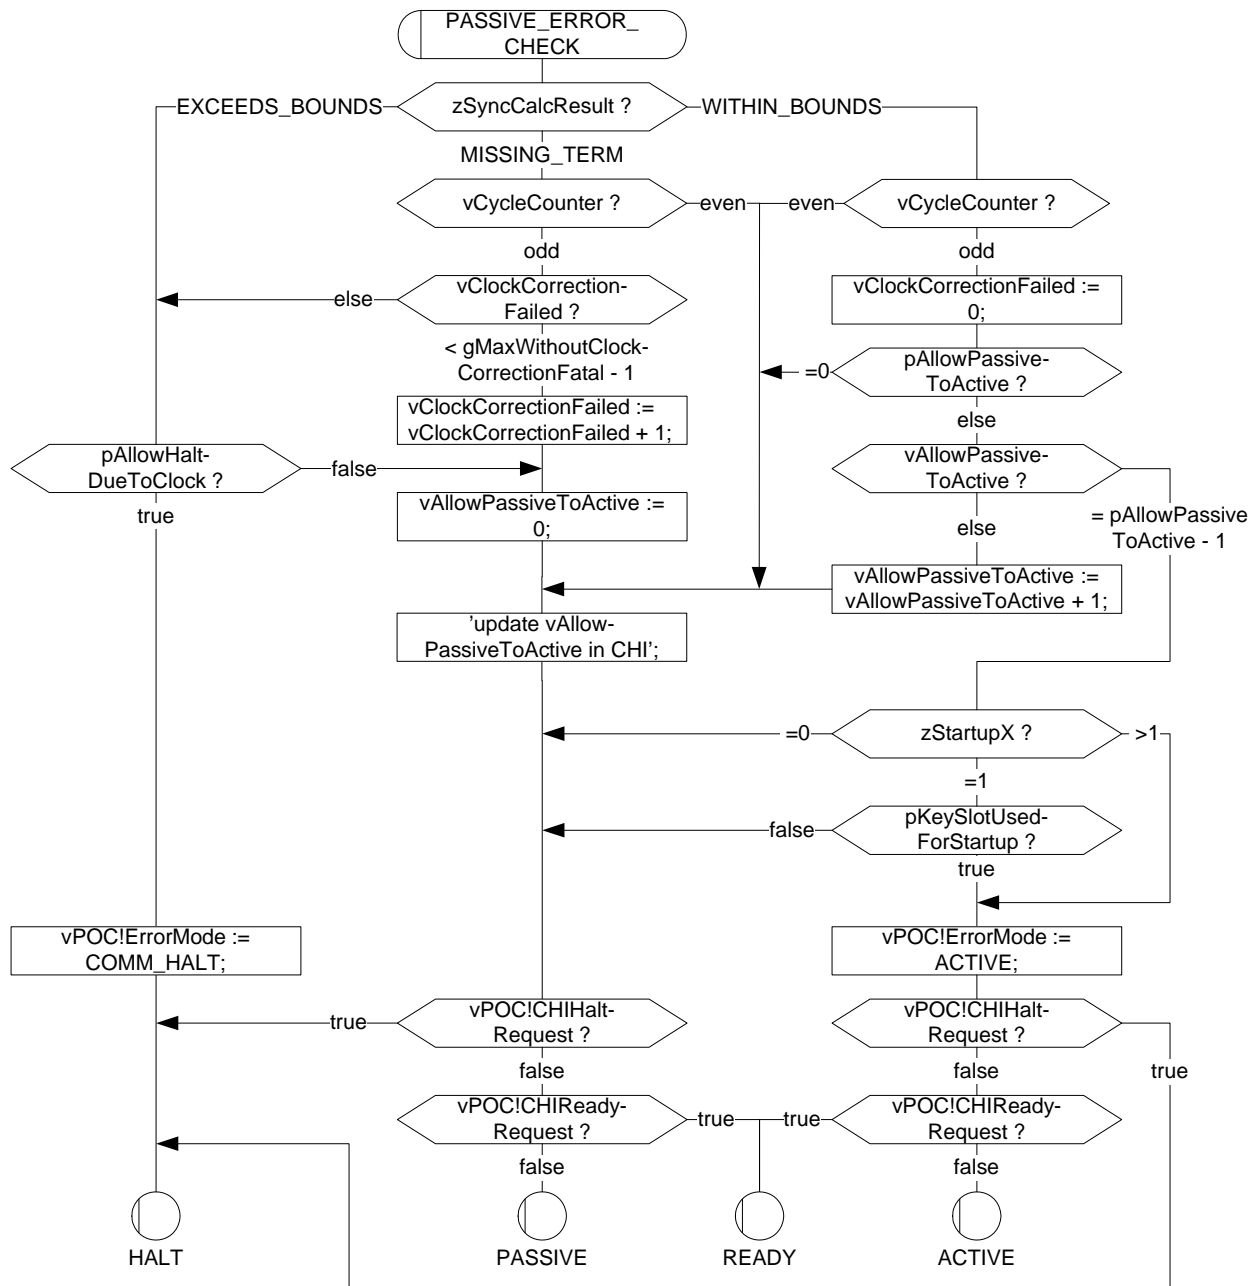 PASSIVE_ERROR_
CHECK
EXCEEDS_BOUNDS
zSyncCalcResult ?
WITHIN_BOUNDS
MISSING_TERM
vCycleCounter ?
even
even
vCycleCounter ?
odd
odd
else
vClockCorrection-
Failed ?
vClockCorrectionFailed :=
0;
< gMaxWithoutClock-
CorrectionFatal - 1
=0
pAllowPassive-
ToActive ?
vClockCorrectionFailed :=
vClockCorrectionFailed + 1;
else
pAllowHalt-
DueToClock ?
false
vAllowPassive-
ToActive ?
true
vAllowPassiveToActive :=
0;
else
= pAllowPassive
ToActive - 1
vAllowPassiveToActive :=
vAllowPassiveToActive + 1;
'update vAllow-
PassiveToActive in CHI';
=0
zStartupX ?
>1
=1
false
pKeySlotUsed-
ForStartup ?
true
vPOC!ErrorMode :=
COMM_HALT;
vPOC!ErrorMode :=
ACTIVE;
true
vPOC!CHIHalt-
Request ?
vPOC!CHIHalt-
Request ?
false
false
true
vPOC!CHIReady-
Request ?
true
true
vPOC!CHIReady-
Request ?
false
false
HALT
PASSIVE
READY
ACTIVE